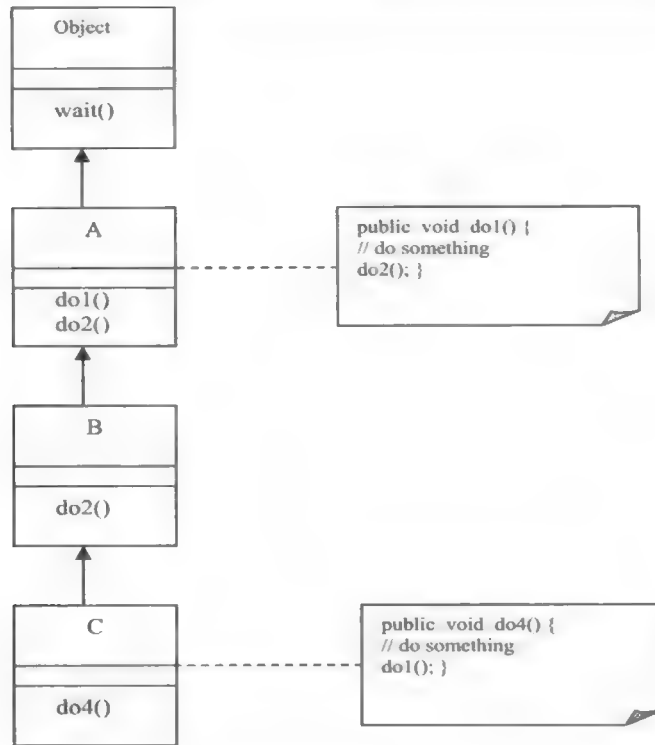 Object
wait()
A
public void do1() {
// do something
do2(); }
do1()
do2()
B
do2()
C
public void do4() {
// do something
do1(); }
do4()